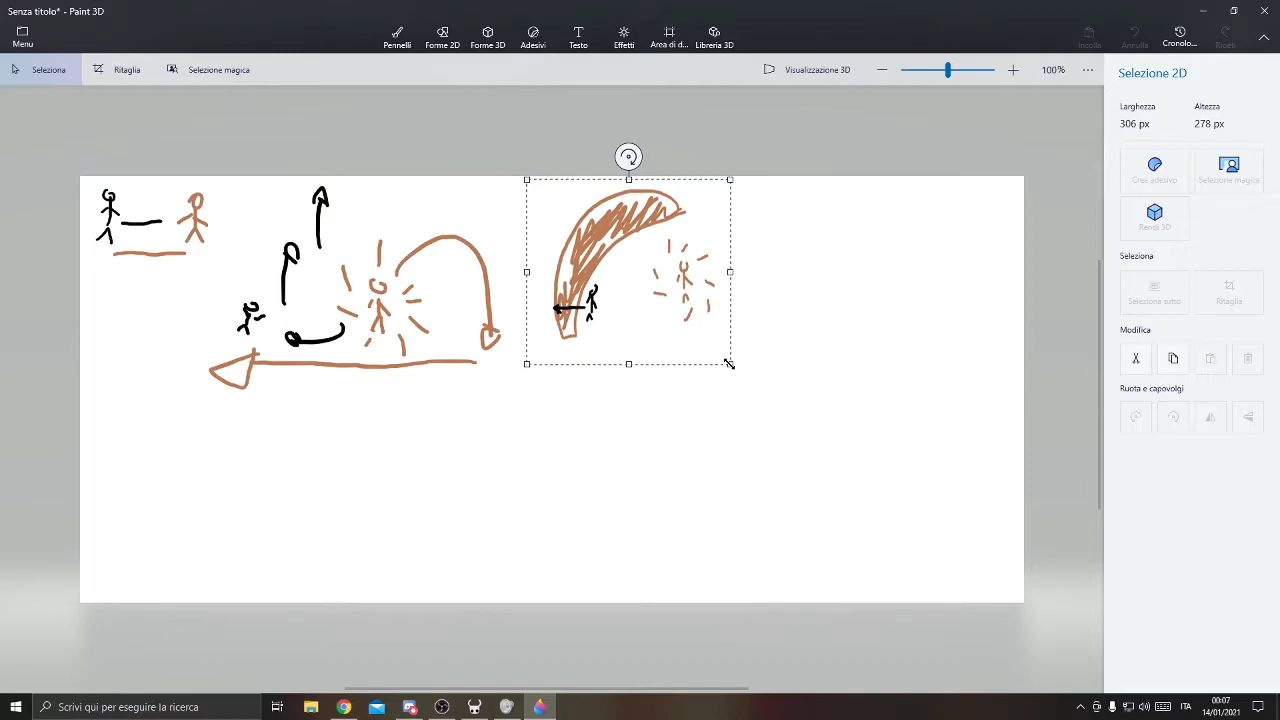 Senza titolo* - Paint 3D
Menu
Pennelli
Forme 2D
Forme 3D
Adesivi
Testo
Effetti
Area di d...
Libreria 3D
Incolla
Annulla
Cronolo...
Ripeti
Selezione
Ritaglia
Selezione magica
Visualizzazione 3D
100%
Selezione 2D
Larghezza
Altezza
306 px
278 px
Crea adesivo
Selezione magica
Rendi 3D
Seleziona
Seleziona tutto
Ritaglia
Modifica
Ruota e capovolgi
Scrivi qui per eseguire la ricerca
ITA
00:07
14/01/2021